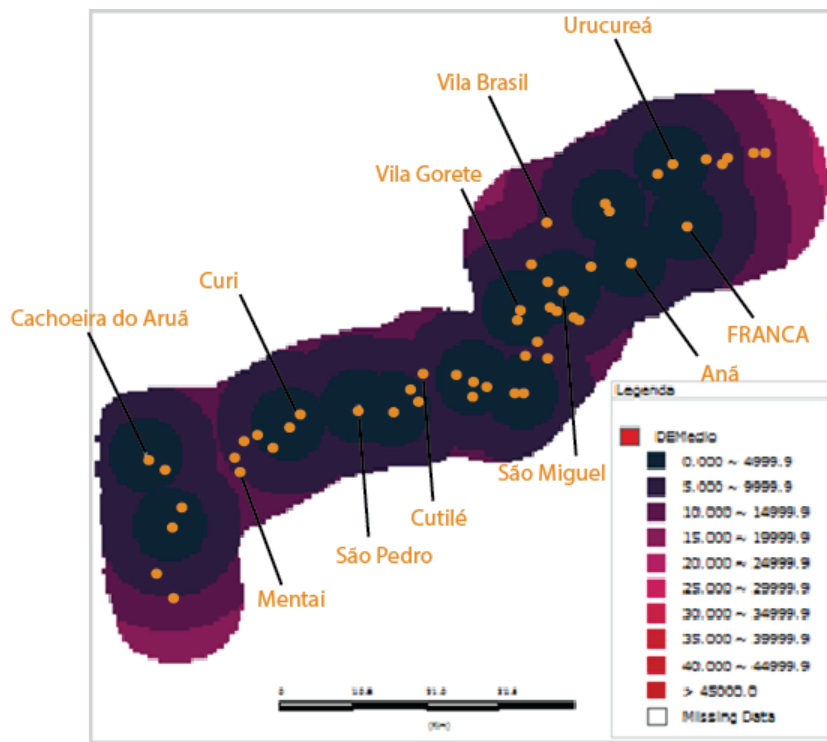 Urucureá
Vila Brasil
Vila Gorete
Curi
Cachoeira do Aruã
FRANCA
Anã
São Miguel
Cutilé
São Pedro
Mentai
Legenda
IDEMedio
0.000 ~ 4999.9
5.000 ~ 9999.9
10.000 ~ 14999.9
15.000 ~ 19999.9
20.000 ~ 24999.9
25.000 ~ 29999.9
30.000 ~ 34999.9
35.000 ~ 39999.9
40.000 ~ 44999.9
> 45000.0
Missing Data
0
(Km)